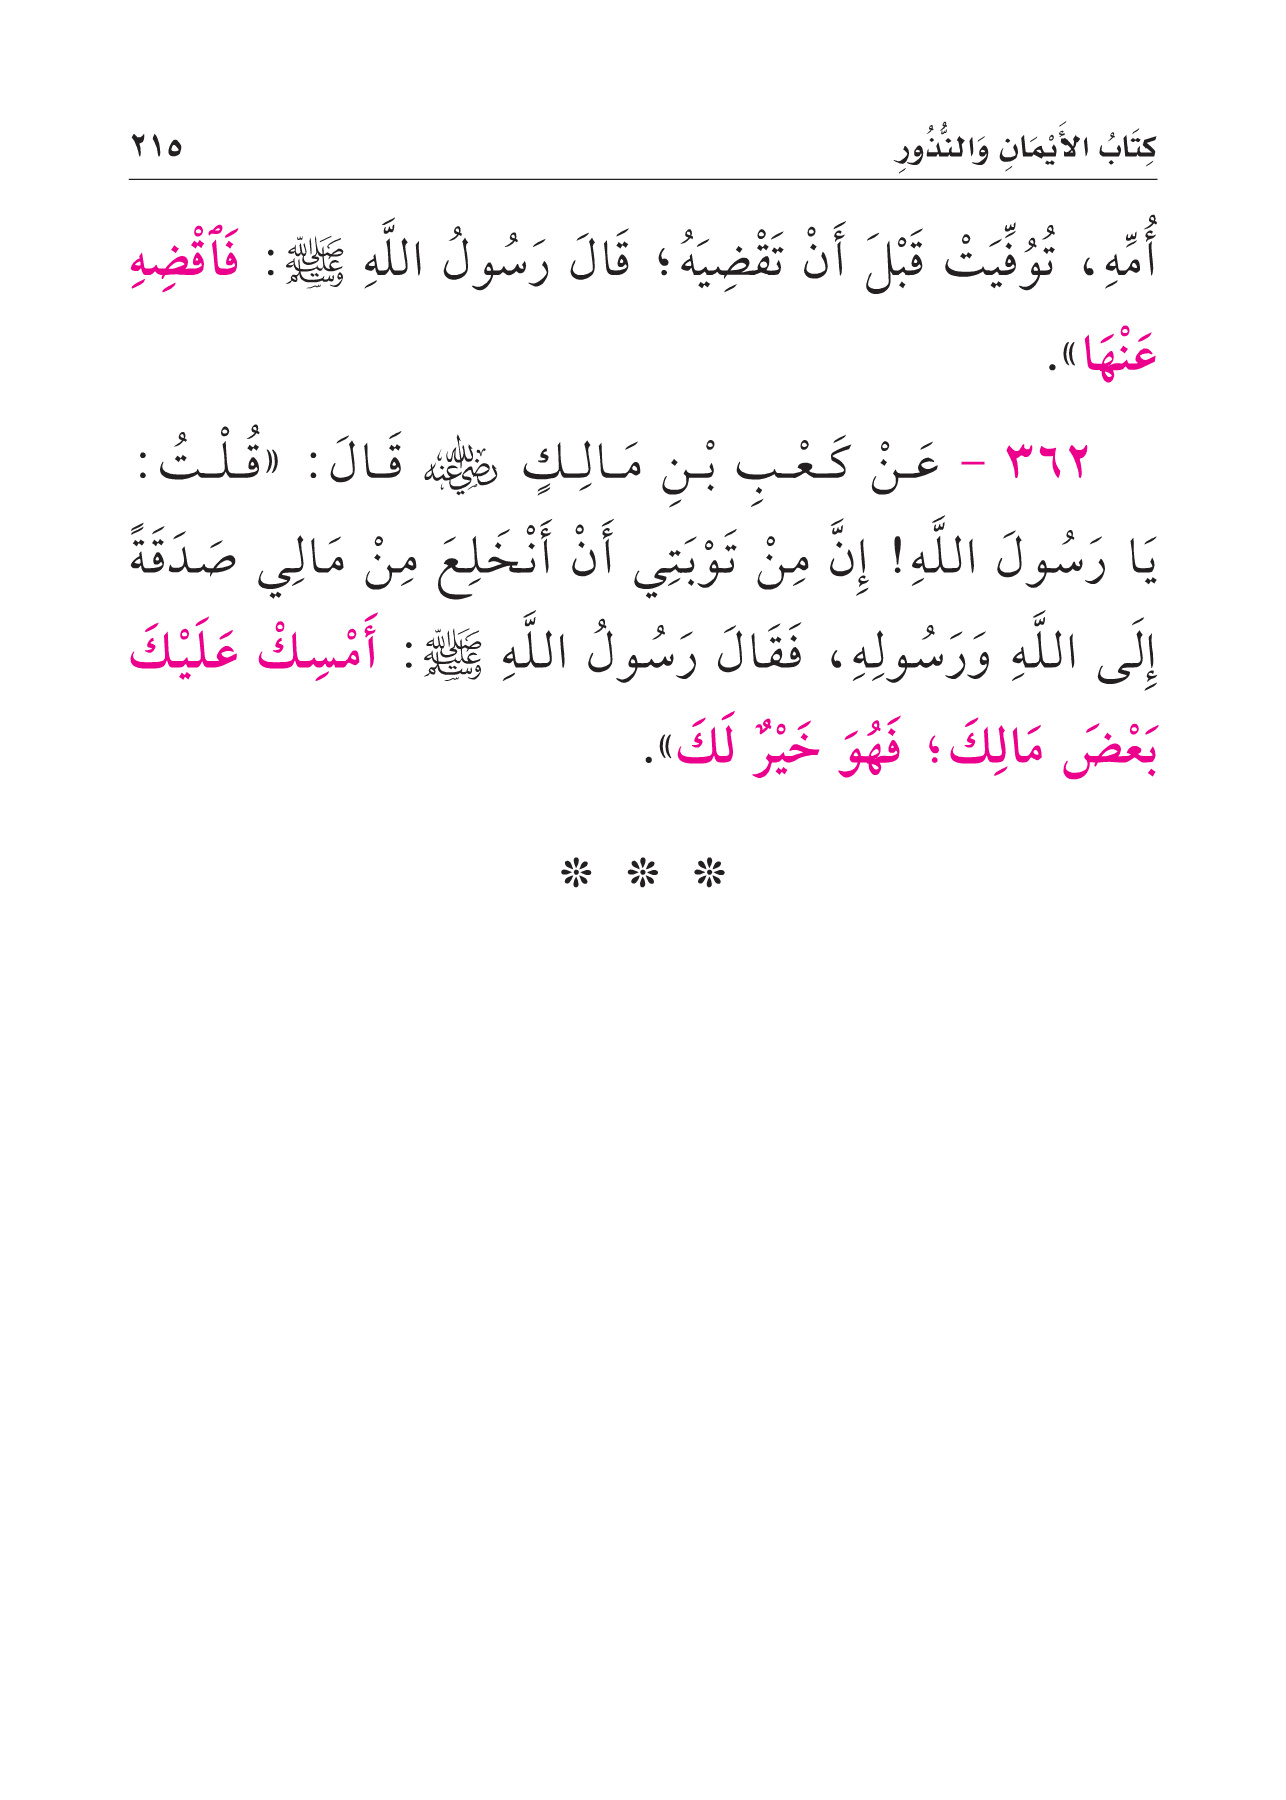 كِتَابُ الأَيْمَانِ وَالنُّذُورِ ٢١٥
أُمِّهِ، تُوُفِّيَتْ قَبْلَ أَنْ تَقْضِيَهُ؛ قَالَ رَسُولُ اللَّهِ ﷺ: فَٱقْضِهِ
عَنْهَا».
٣٦٢ - عَنْ كَعْبِ بْنِ مَالِكٍ رضي الله عنه قَالَ: «قُلْتُ:
يَا رَسُولَ اللَّهِ! إِنَّ مِنْ تَوْبَتِي أَنْ أَنْخَلِعَ مِنْ مَالِي صَدَقَةً
إِلَى اللَّهِ وَرَسُولِهِ، فَقَالَ رَسُولُ اللَّهِ ﷺ: أَمْسِكْ عَلَيْكَ
بَعْضَ مَالِكَ؛ فَهُوَ خَيْرٌ لَكَ».